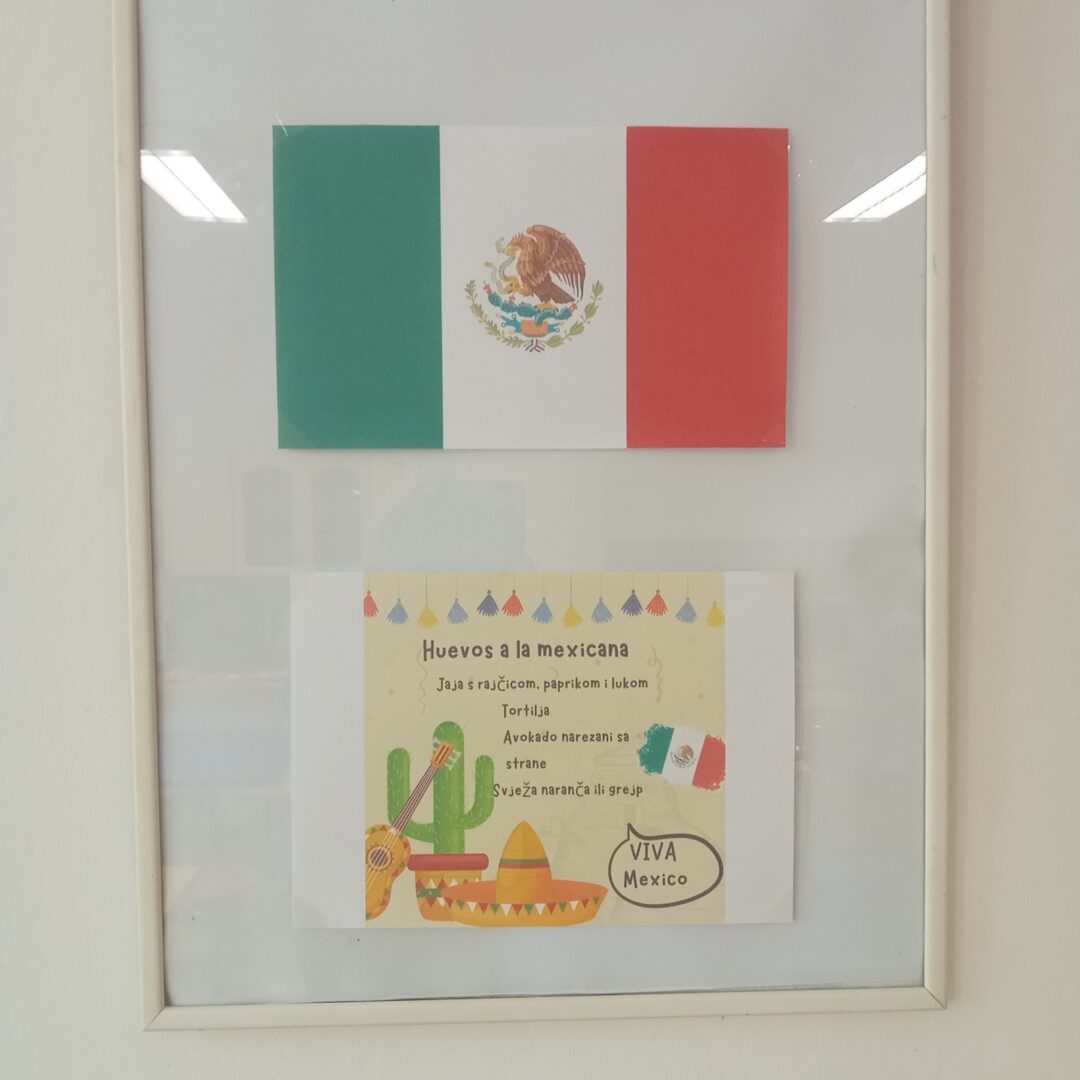 Huevos a la mexicana
Jaja s rajčicom, paprikom i lukom
Tortilja
Avokado narezani sa
strane
Svježa naranča ili grejp
VIVA
Mexico